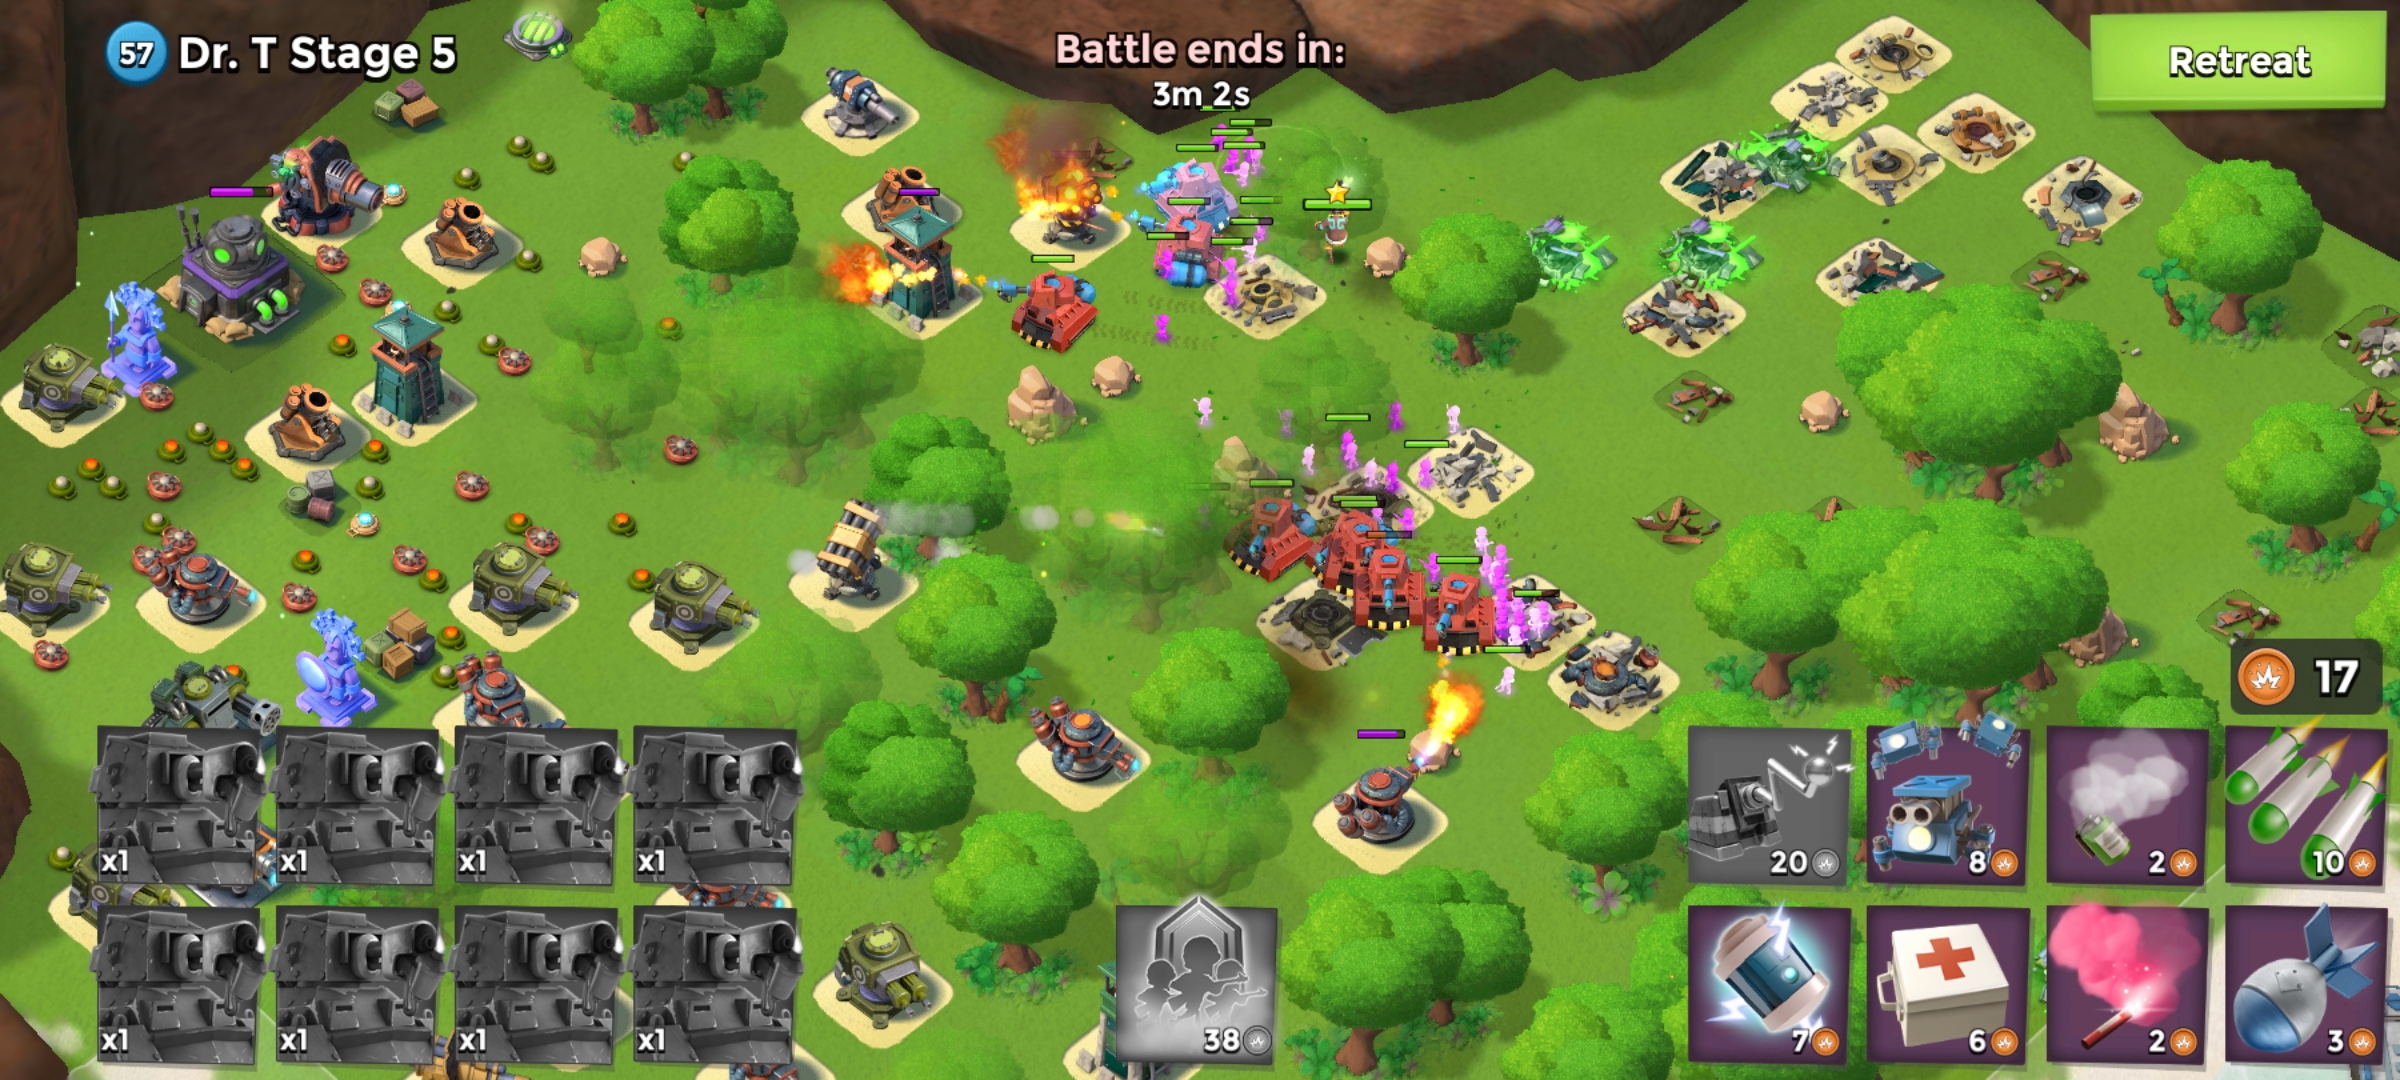 57 Dr. T Stage 5
Battle ends in:
3m 2s
Retreat
17
x1 x1 x1 x1
20 8 2 10
x1 x1 x1 x1
38
7 6 2 3